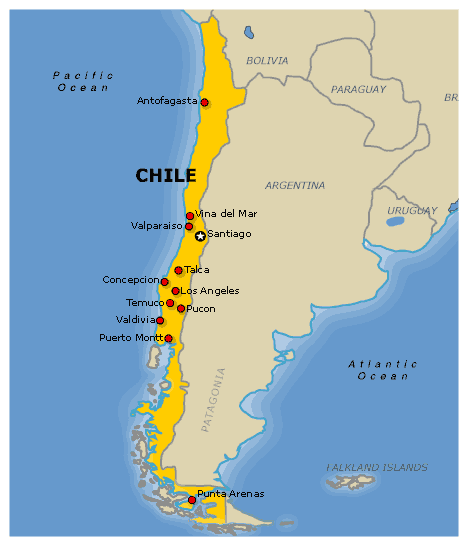 BOLIVIA
Pacific
Ocean
PARAGUAY
BR
Antofagasta
CHILE
ARGENTINA
Vina del Mar
URUGUAY
Valparaiso
Santiago
Talca
Concepcion
Los Angeles
Temuco
Pucon
Valdivia
Puerto Montt
Atlantic
Ocean
PATAGONIA
FALKLAND ISLANDS
Punta Arenas